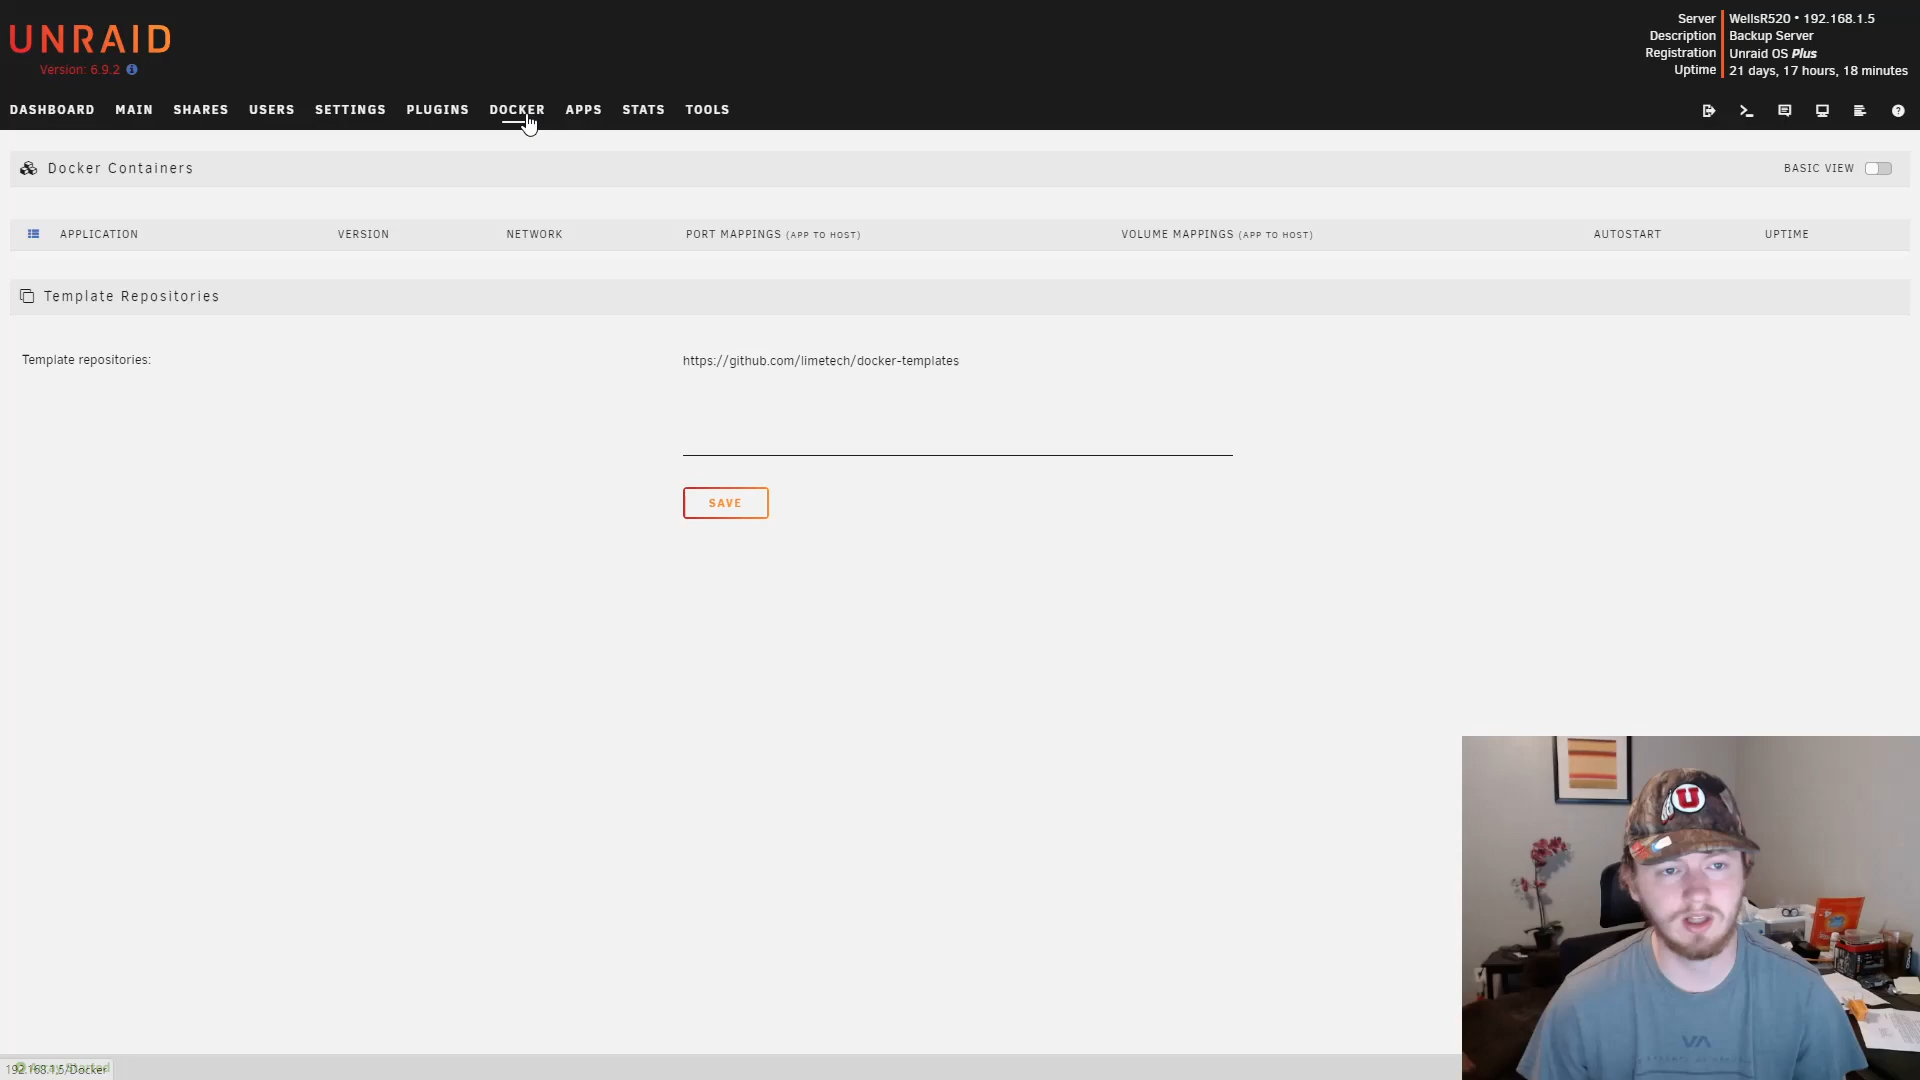 UNRAID
Version: 6.9.2
Server
WellsR520 • 192.168.1.5
Description
Backup Server
Registration
Unraid OS Plus
Uptime
21 days, 17 hours, 18 minutes
DASHBOARD MAIN SHARES USERS SETTINGS PLUGINS DOCKER APPS STATS TOOLS
Docker Containers
BASIC VIEW
APPLICATION VERSION NETWORK PORT MAPPINGS (APP TO HOST) VOLUME MAPPINGS (APP TO HOST) AUTOSTART UPTIME
Template Repositories
Template repositories:
https://github.com/limetech/docker-templates
SAVE
U
VA
192.168.1.5/Docker